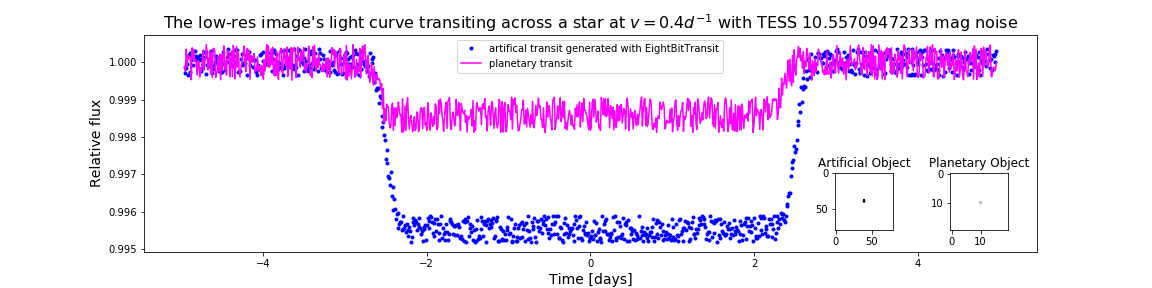 The low-res image's light curve transiting across a star at v = 0.4d⁻¹ with TESS 10.5570947233 mag noise
artifical transit generated with EightBitTransit
planetary transit
Relative flux
1.000
0.999
0.998
0.997
0.996
0.995
Artificial Object
0
50
0 50
Planetary Object
0
10
0 10
−4 −2 0 2 4
Time [days]